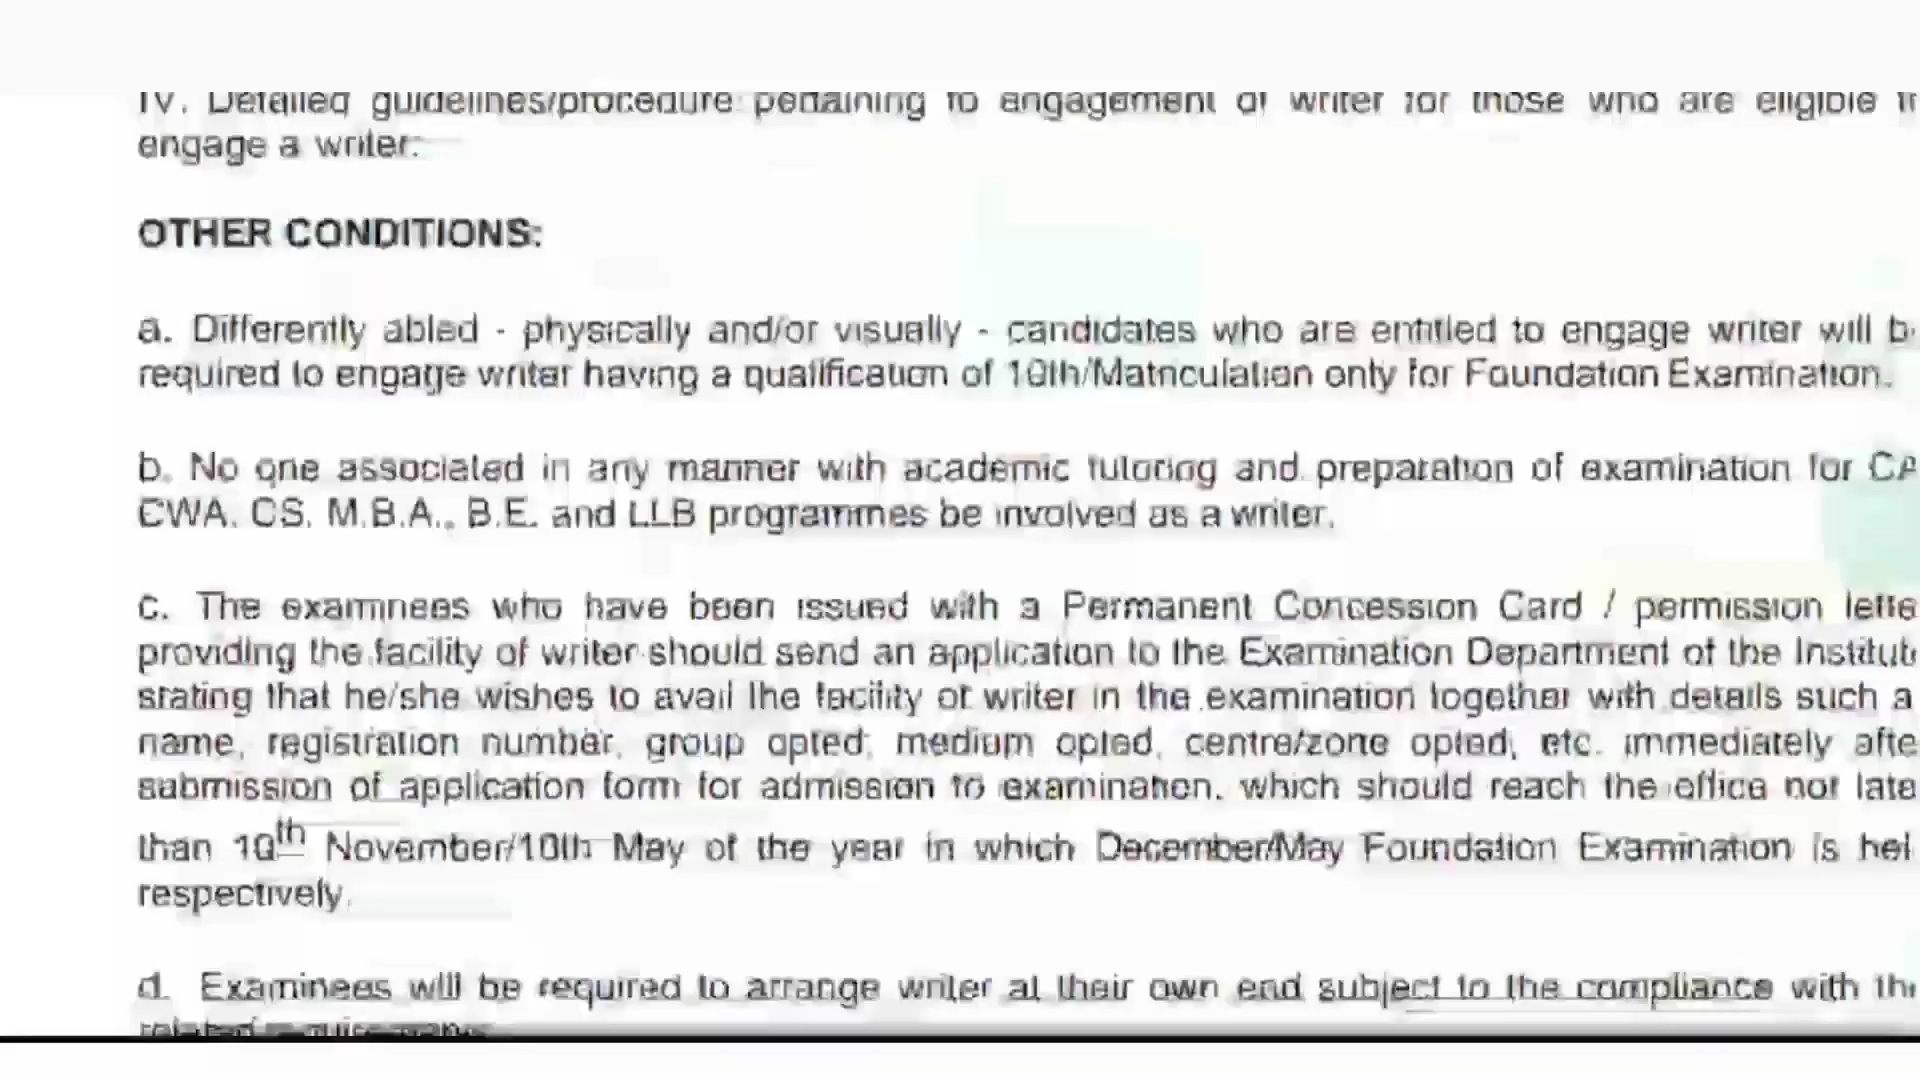 iv. Detailed guidelines/procedure pertaining to engagement of writer for those who are eligible
engage a writer.
OTHER CONDITIONS:
a. Differently abled - physically and/or visually - candidates who are entitled to engage writer will b
required to engage writer having a qualification of 10th/Matriculation only for Foundation Examination.
b. No one associated in any manner with academic tutoring and preparation of examination for CA
CWA, CS, M.B.A., B.E. and LLB programmes be involved as a writer.
c. The examinees who have been issued with a Permanent Concession Card / permission lette
providing the facility of writer should send an application to the Examination Department of the Institut
stating that he/she wishes to avail the facility of writer in the examination together with details such a
name, registration number, group opted, medium opted, centre/zone opted, etc. immediately afte
submission of application form for admission to examination, which should reach the office not late
than 10th November/10th May of the year in which December/May Foundation Examination is hel
respectively.
d. Examinees will be required to arrange writer at their own end subject to the compliance with th
related